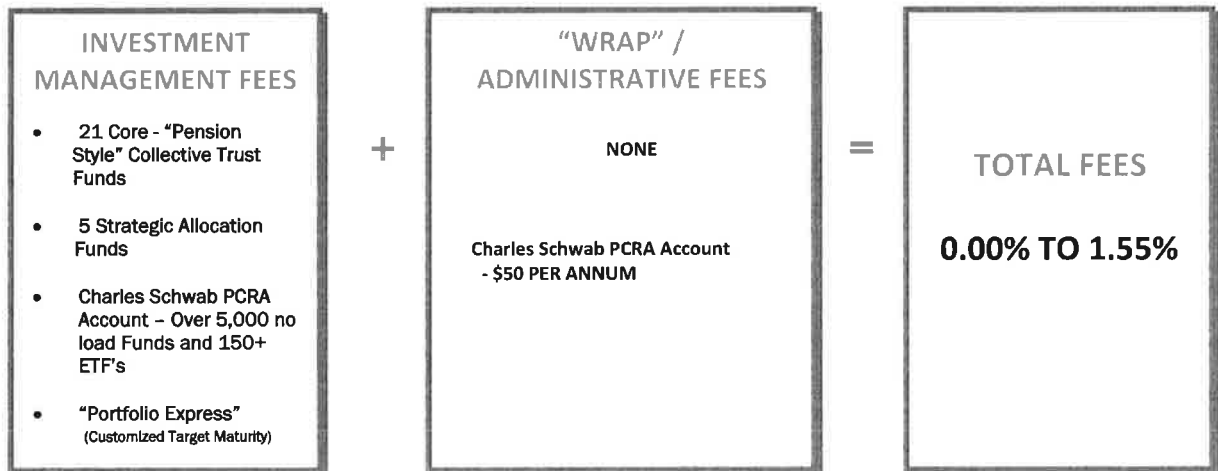 INVESTMENT
MANAGEMENT FEES
• 21 Core - "Pension
Style" Collective Trust
Funds
• 5 Strategic Allocation
Funds
• Charles Schwab PCRA
Account – Over 5,000 no
load Funds and 150+
ETF's
• "Portfolio Express"
(Customized Target Maturity)
+
"WRAP" /
ADMINISTRATIVE FEES
NONE
Charles Schwab PCRA Account
- $50 PER ANNUM
=
TOTAL FEES
0.00% TO 1.55%